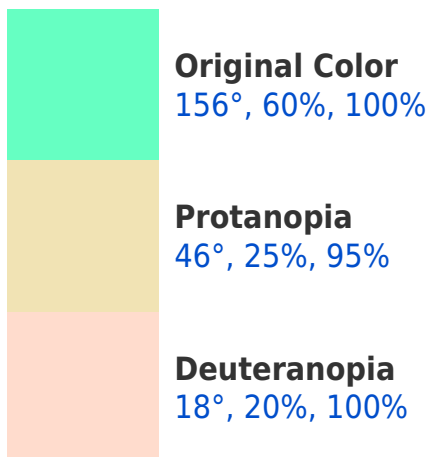 Original Color
156°, 60%, 100%
Protanopia
46°, 25%, 95%
Deuteranopia
18°, 20%, 100%